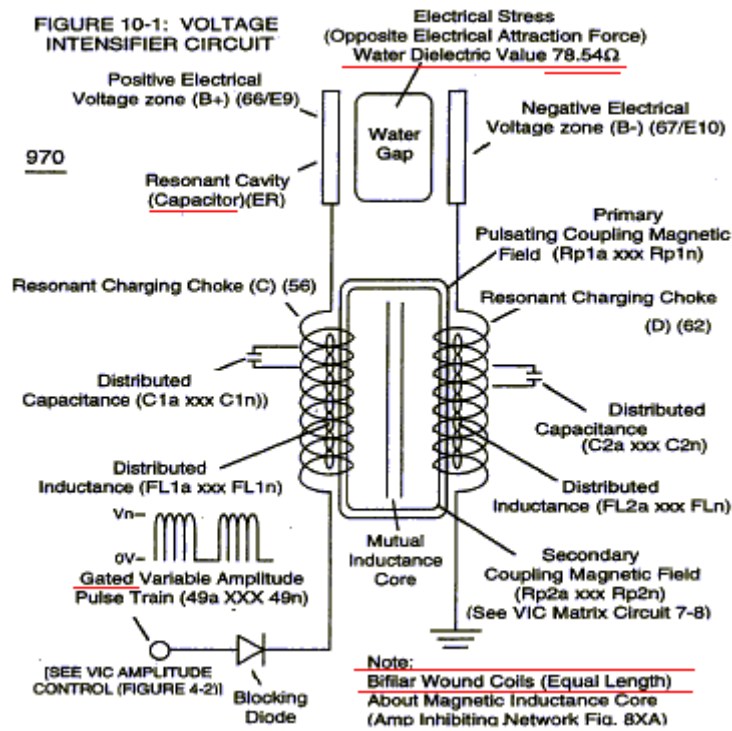 FIGURE 10-1: VOLTAGE
INTENSIFIER CIRCUIT
Electrical Stress
(Opposite Electrical Attraction Force)
Water Dielectric Value 78.54Ω
Positive Electrical
Voltage zone (B+) (66/E9)
Negative Electrical
Voltage zone (B-) (67/E10)
Water
Gap
970
Resonant Cavity
(Capacitor)(ER)
Primary
Pulsating Coupling Magnetic
Field (Rp1a xxx Rp1n)
Resonant Charging Choke (C) (56)
Resonant Charging Choke
(D) (62)
Distributed
Capacitance (C1a xxx C1n))
Distributed
Capacitance
(C2a xxx C2n)
Distributed
Inductance (FL1a xxx FL1n)
Distributed
Inductance (FL2a xxx FLn)
Vn-
0V-
Mutual
Inductance
Core
Gated Variable Amplitude
Pulse Train (49a XXX 49n)
Secondary
Coupling Magnetic Field
(Rp2a xxx Rp2n)
(See VIC Matrix Circuit 7-8)
[SEE VIC AMPLITUDE
CONTROL (FIGURE 4-2)]
Blocking
Diode
Note:
Bifilar Wound Coils (Equal Length)
About Magnetic Inductance Core
(Amp Inhibiting Network Fig. 8XA)